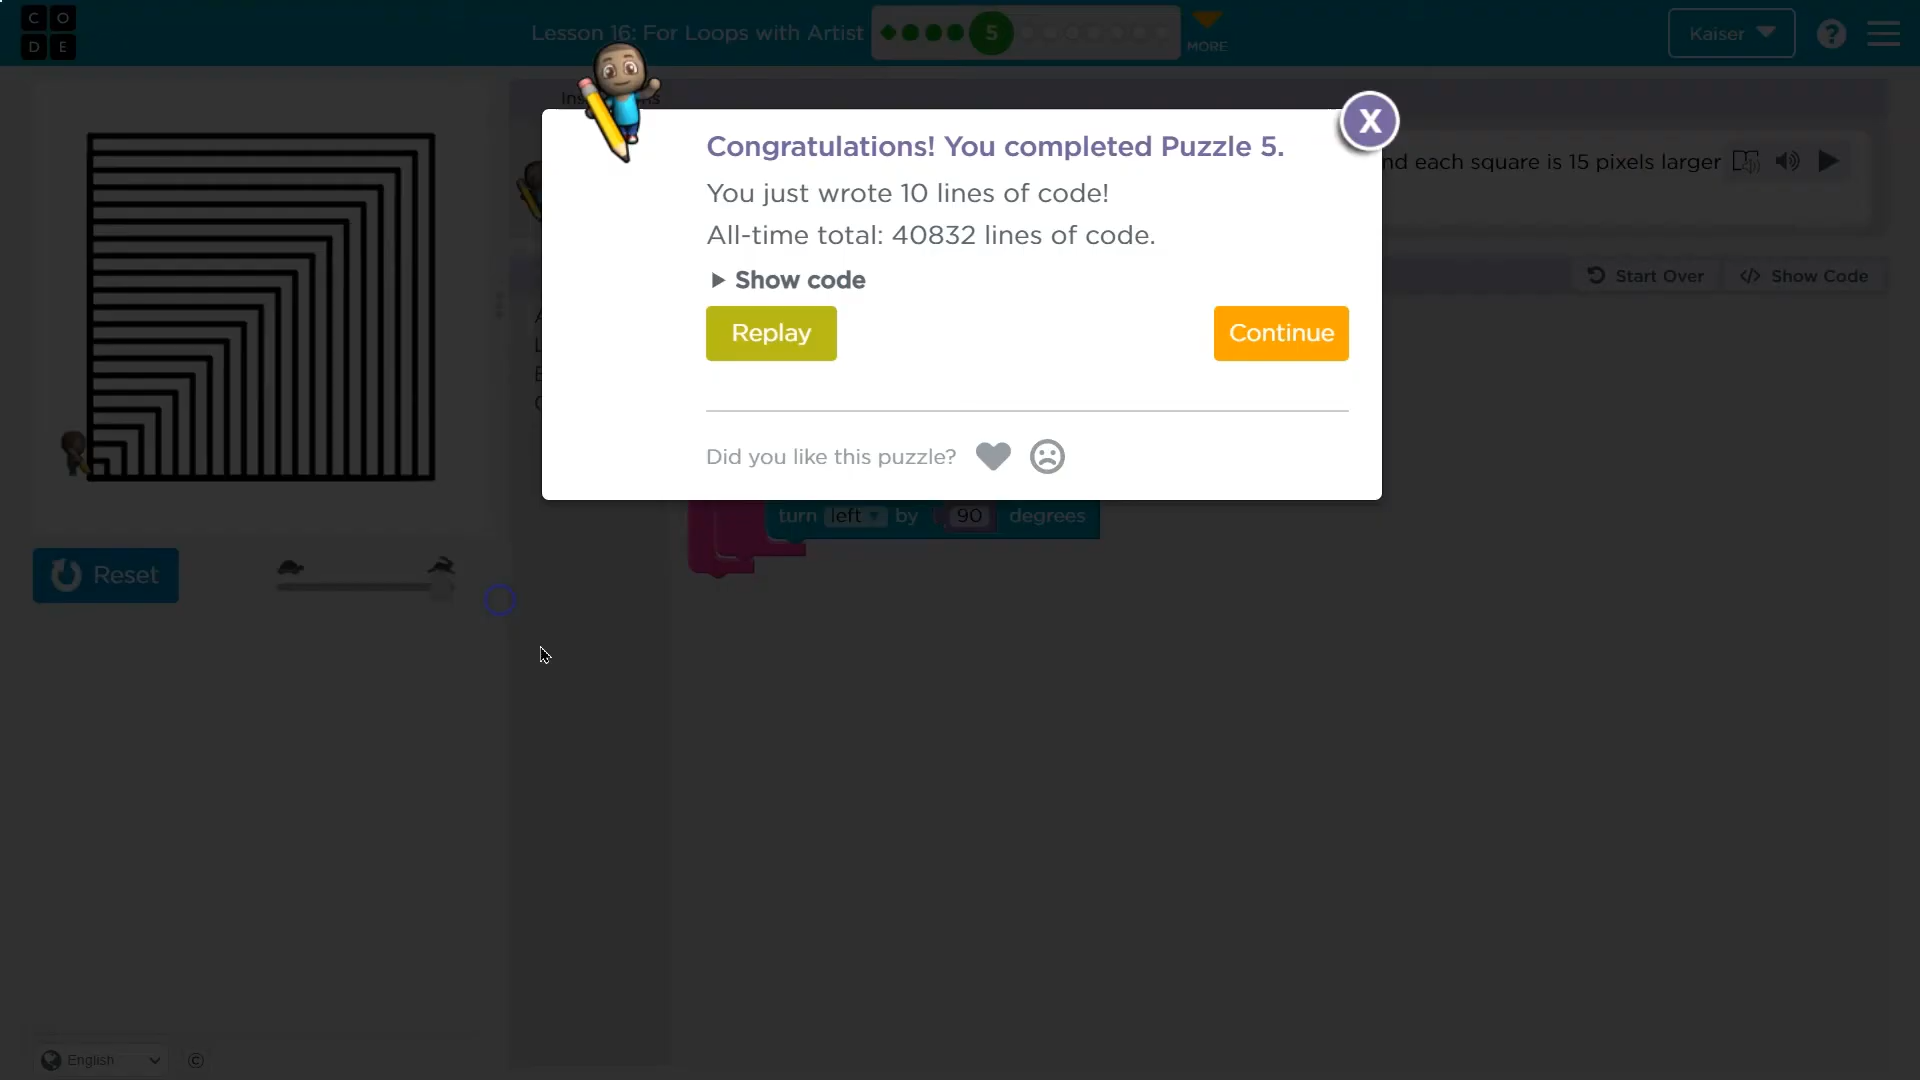 C O
D E
Lesson 16: For Loops with Artist
5
MORE
Kaiser
?
X
Congratulations! You completed Puzzle 5.
nd each square is 15 pixels larger
You just wrote 10 lines of code!
All-time total: 40832 lines of code.
Show code
Start Over
</> Show Code
Replay
Continue
Did you like this puzzle?
turn left by 90 degrees
Reset
English
©